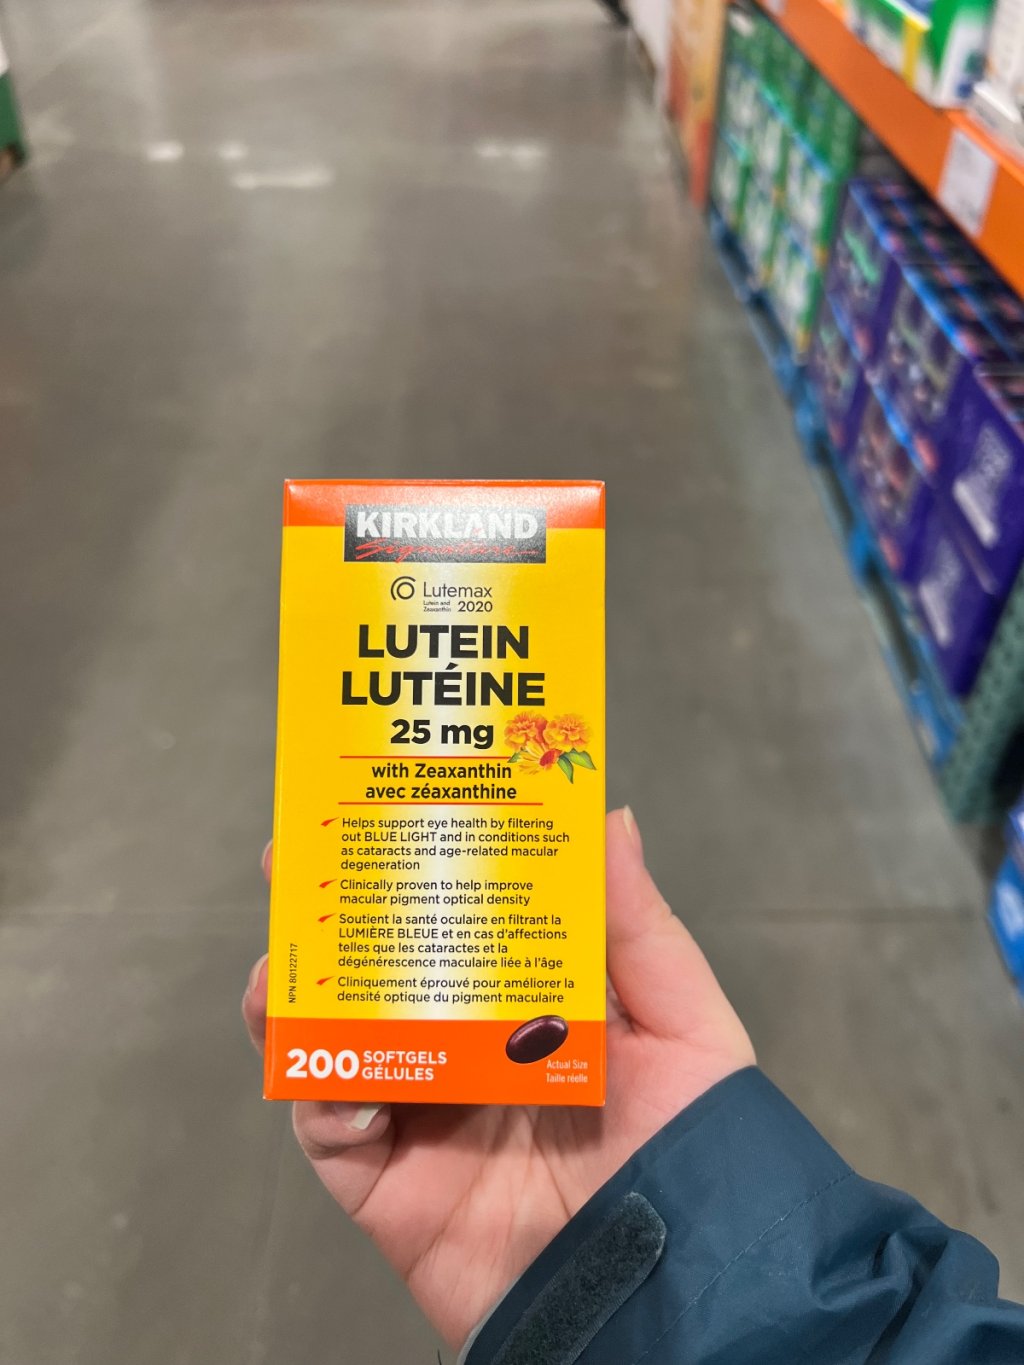 KIRKLAND
Signature
Lutemax
Lutein and
Zeaxanthin
2020
LUTEIN
LUTÉINE
25 mg
with Zeaxanthin
avec zéaxanthine
Helps support eye health by filtering
out BLUE LIGHT and in conditions such
as cataracts and age-related macular
degeneration
Clinically proven to help improve
macular pigment optical density
Soutient la santé oculaire en filtrant la
LUMIÈRE BLEUE et en cas d'affections
telles que les cataractes et la
dégénérescence maculaire liée à l'âge
Cliniquement éprouvé pour améliorer la
densité optique du pigment maculaire
NPN 80122717
200 SOFTGELS
GÉLULES
Actual Size
Taille réelle